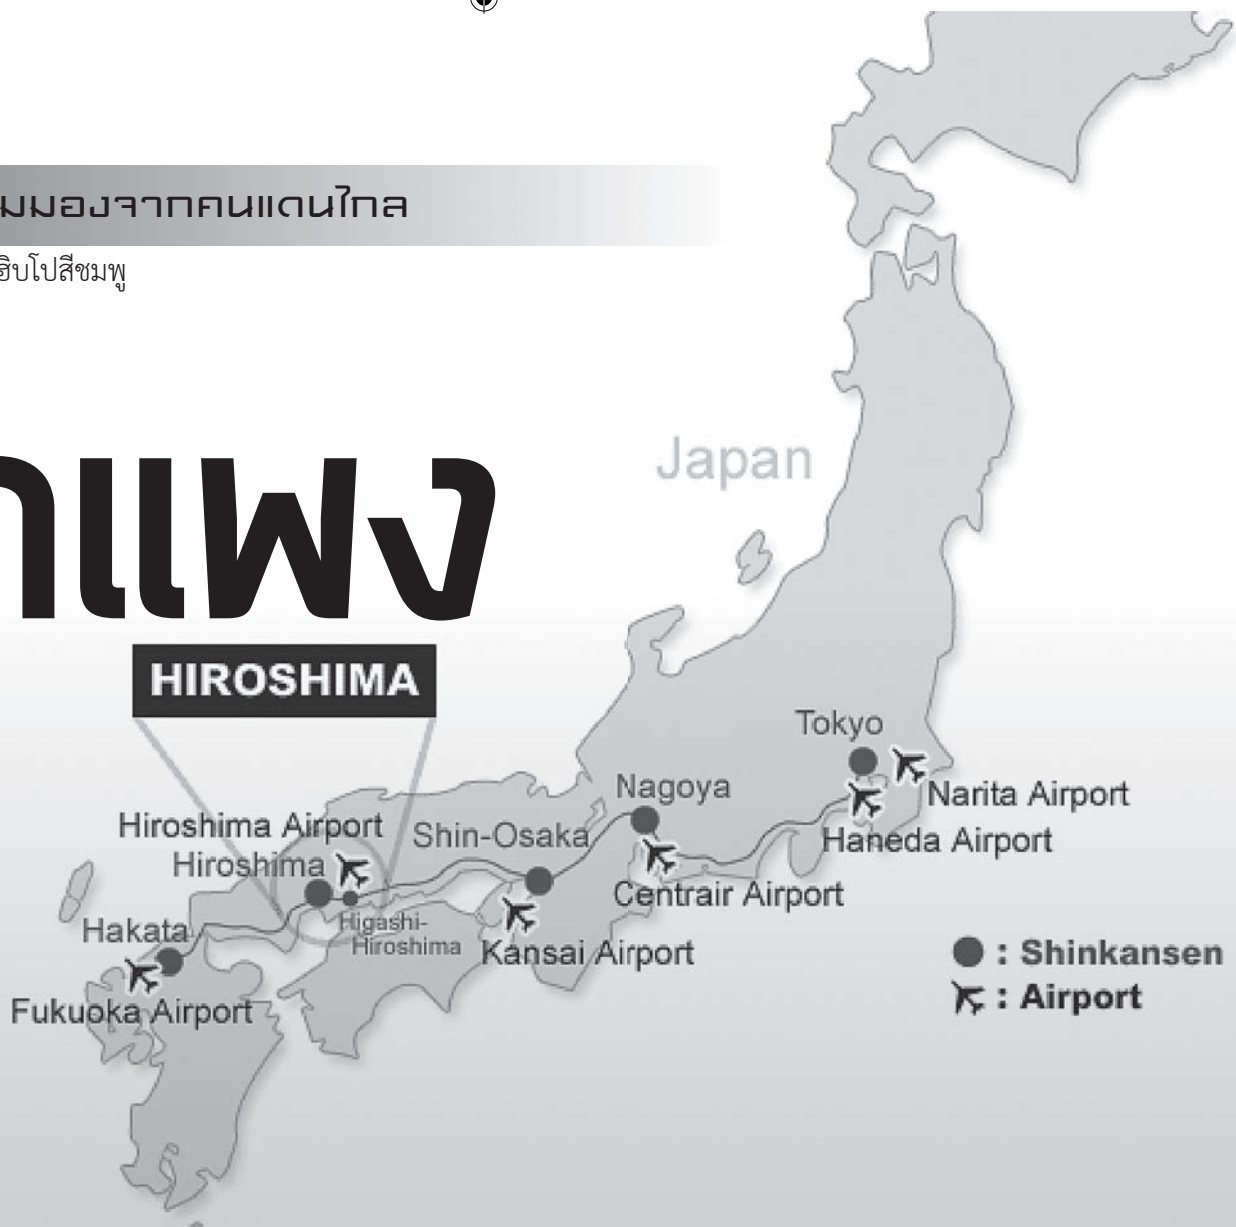 มมองจากคนแดนไกล
ฮิบโปสีชมพู
กแพง
Japan
HIROSHIMA
Tokyo
Narita Airport
Haneda Airport
Nagoya
Centrair Airport
Shin-Osaka
Kansai Airport
Hiroshima Airport
Hiroshima
Higashi-
Hiroshima
Hakata
Fukuoka Airport
: Shinkansen
: Airport